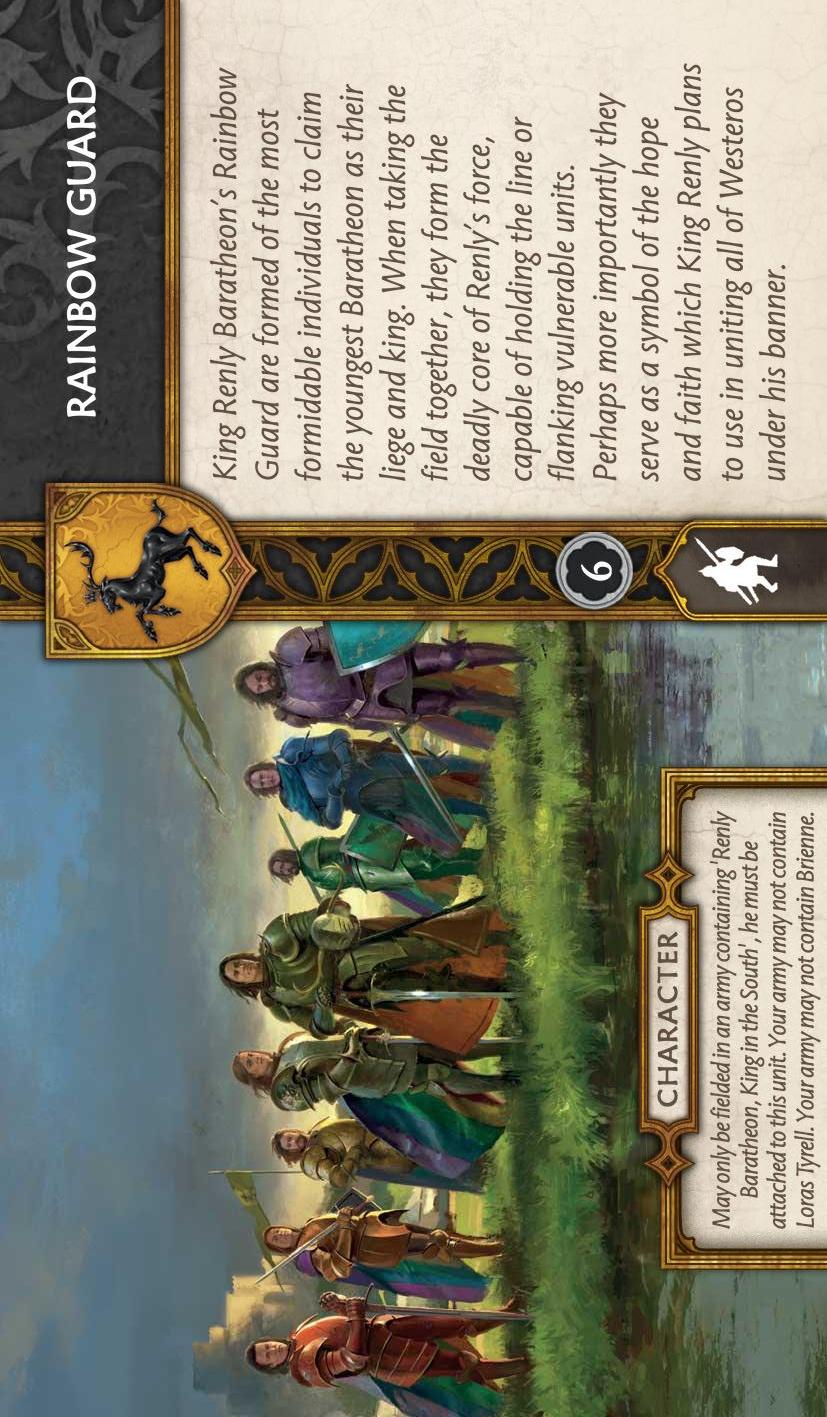 RAINBOW GUARD
King Renly Baratheon's Rainbow
Guard are formed of the most
formidable individuals to claim
the youngest Baratheon as their
liege and king. When taking the
field together, they form the
deadly core of Renly's force,
capable of holding the line or
flanking vulnerable units.
Perhaps more importantly they
serve as a symbol of the hope
and faith which King Renly plans
to use in uniting all of Westeros
under his banner.
6
CHARACTER
May only be fielded in an army containing 'Renly
Baratheon, King in the South', he must be
attached to this unit. Your army may not contain
Loras Tyrell. Your army may not contain Brienne.